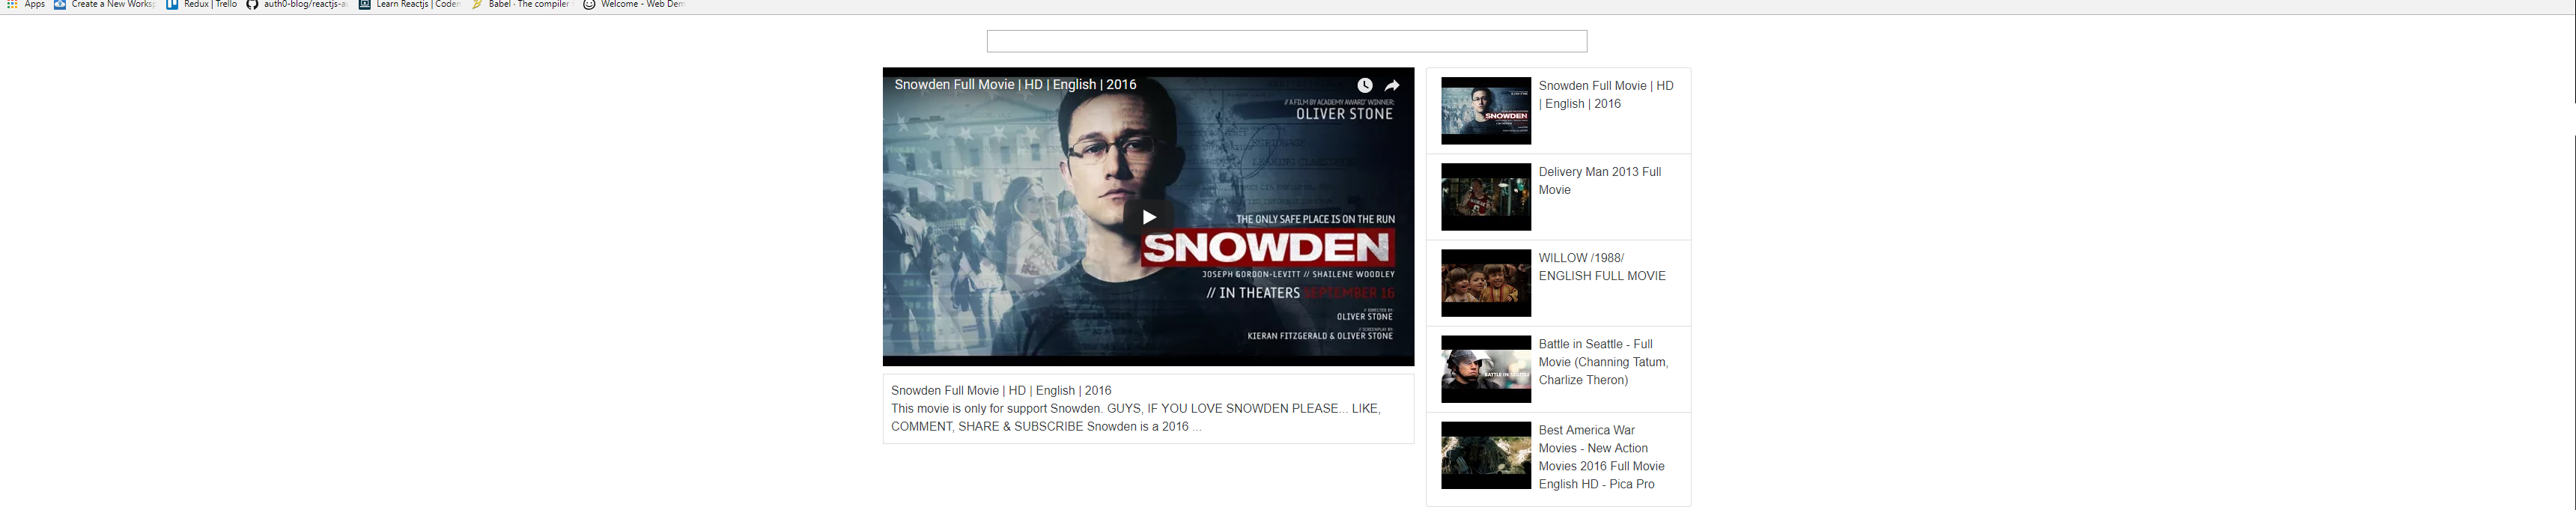 Apps Create a New Worksp Redux | Trello auth0-blog/reactjs-au Learn Reactjs | Codem Babel · The compiler Welcome - Web Dem
Snowden Full Movie | HD | English | 2016
// A FILM BY ACADEMY AWARD® WINNER:
OLIVER STONE
THE ONLY SAFE PLACE IS ON THE RUN
SNOWDEN
JOSEPH GORDON-LEVITT // SHAILENE WOODLEY
// IN THEATERS SEPTEMBER 16
// DIRECTED BY:
OLIVER STONE
// SCREENPLAY BY:
KIERAN FITZGERALD & OLIVER STONE
Snowden Full Movie | HD | English | 2016
This movie is only for support Snowden. GUYS, IF YOU LOVE SNOWDEN PLEASE... LIKE,
COMMENT, SHARE & SUBSCRIBE Snowden is a 2016 ...
SNOWDEN
Snowden Full Movie | HD
| English | 2016
Delivery Man 2013 Full
Movie
WILLOW /1988/
ENGLISH FULL MOVIE
BATTLE IN SEATTLE
Battle in Seattle - Full
Movie (Channing Tatum,
Charlize Theron)
Best America War
Movies - New Action
Movies 2016 Full Movie
English HD - Pica Pro